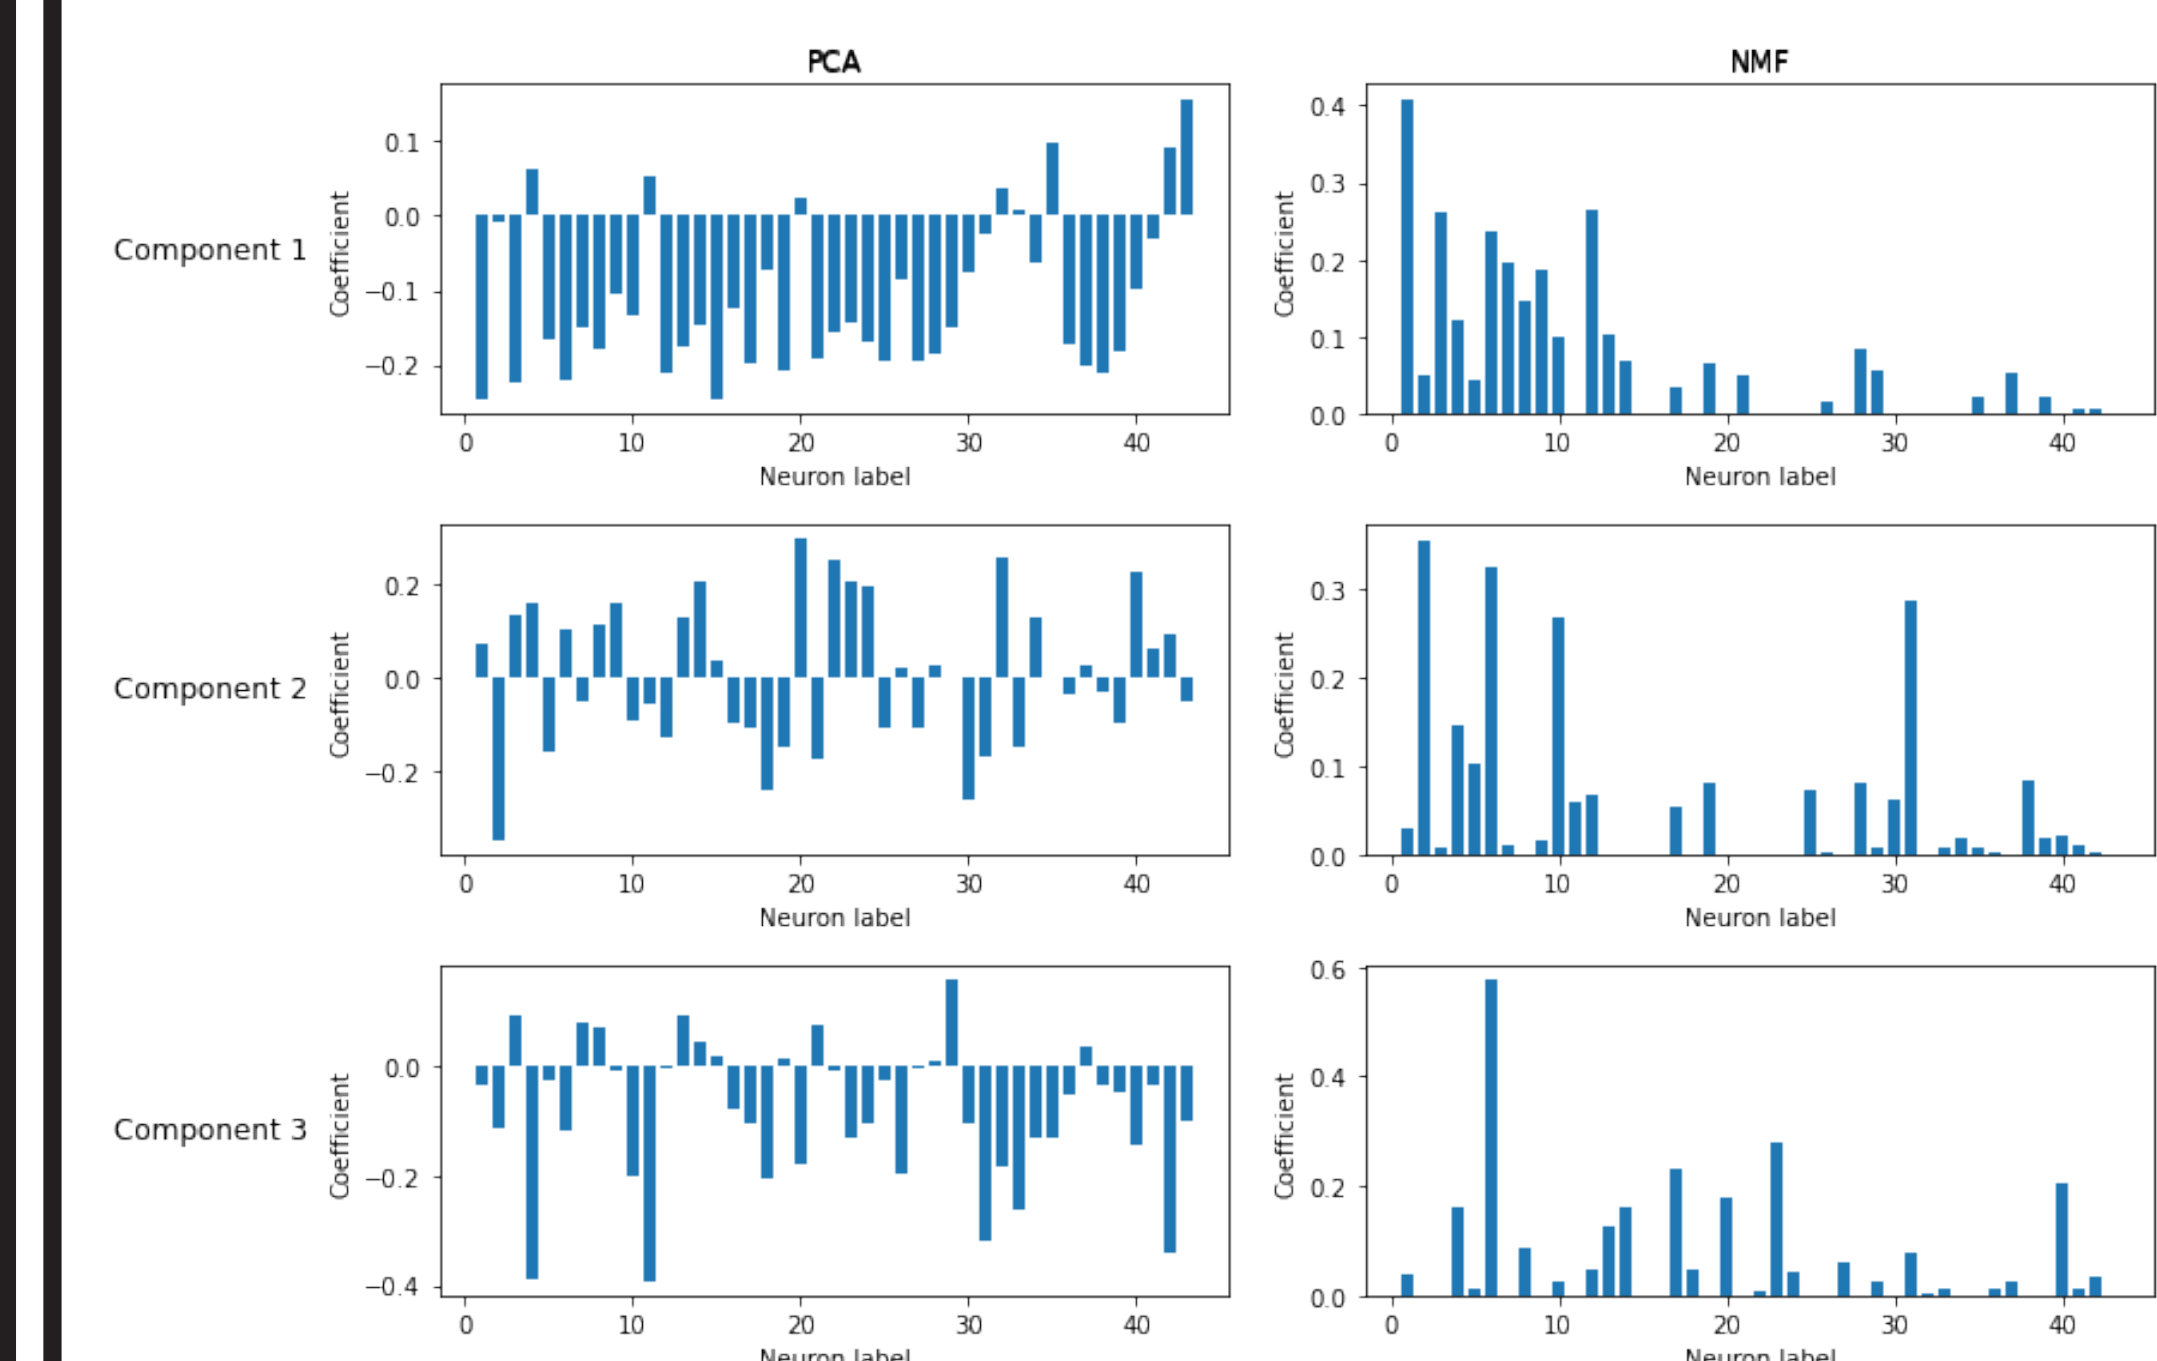 PCA
NMF
Component 1
Coefficient
0.1
0.0
−0.1
−0.2
0 10 20 30 40
Neuron label
Coefficient
0.4
0.3
0.2
0.1
0.0
0 10 20 30 40
Neuron label
Component 2
Coefficient
0.2
0.0
−0.2
0 10 20 30 40
Neuron label
Coefficient
0.3
0.2
0.1
0.0
0 10 20 30 40
Neuron label
Component 3
Coefficient
0.0
−0.2
−0.4
0 10 20 30 40
Neuron label
Coefficient
0.6
0.4
0.2
0.0
0 10 20 30 40
Neuron label